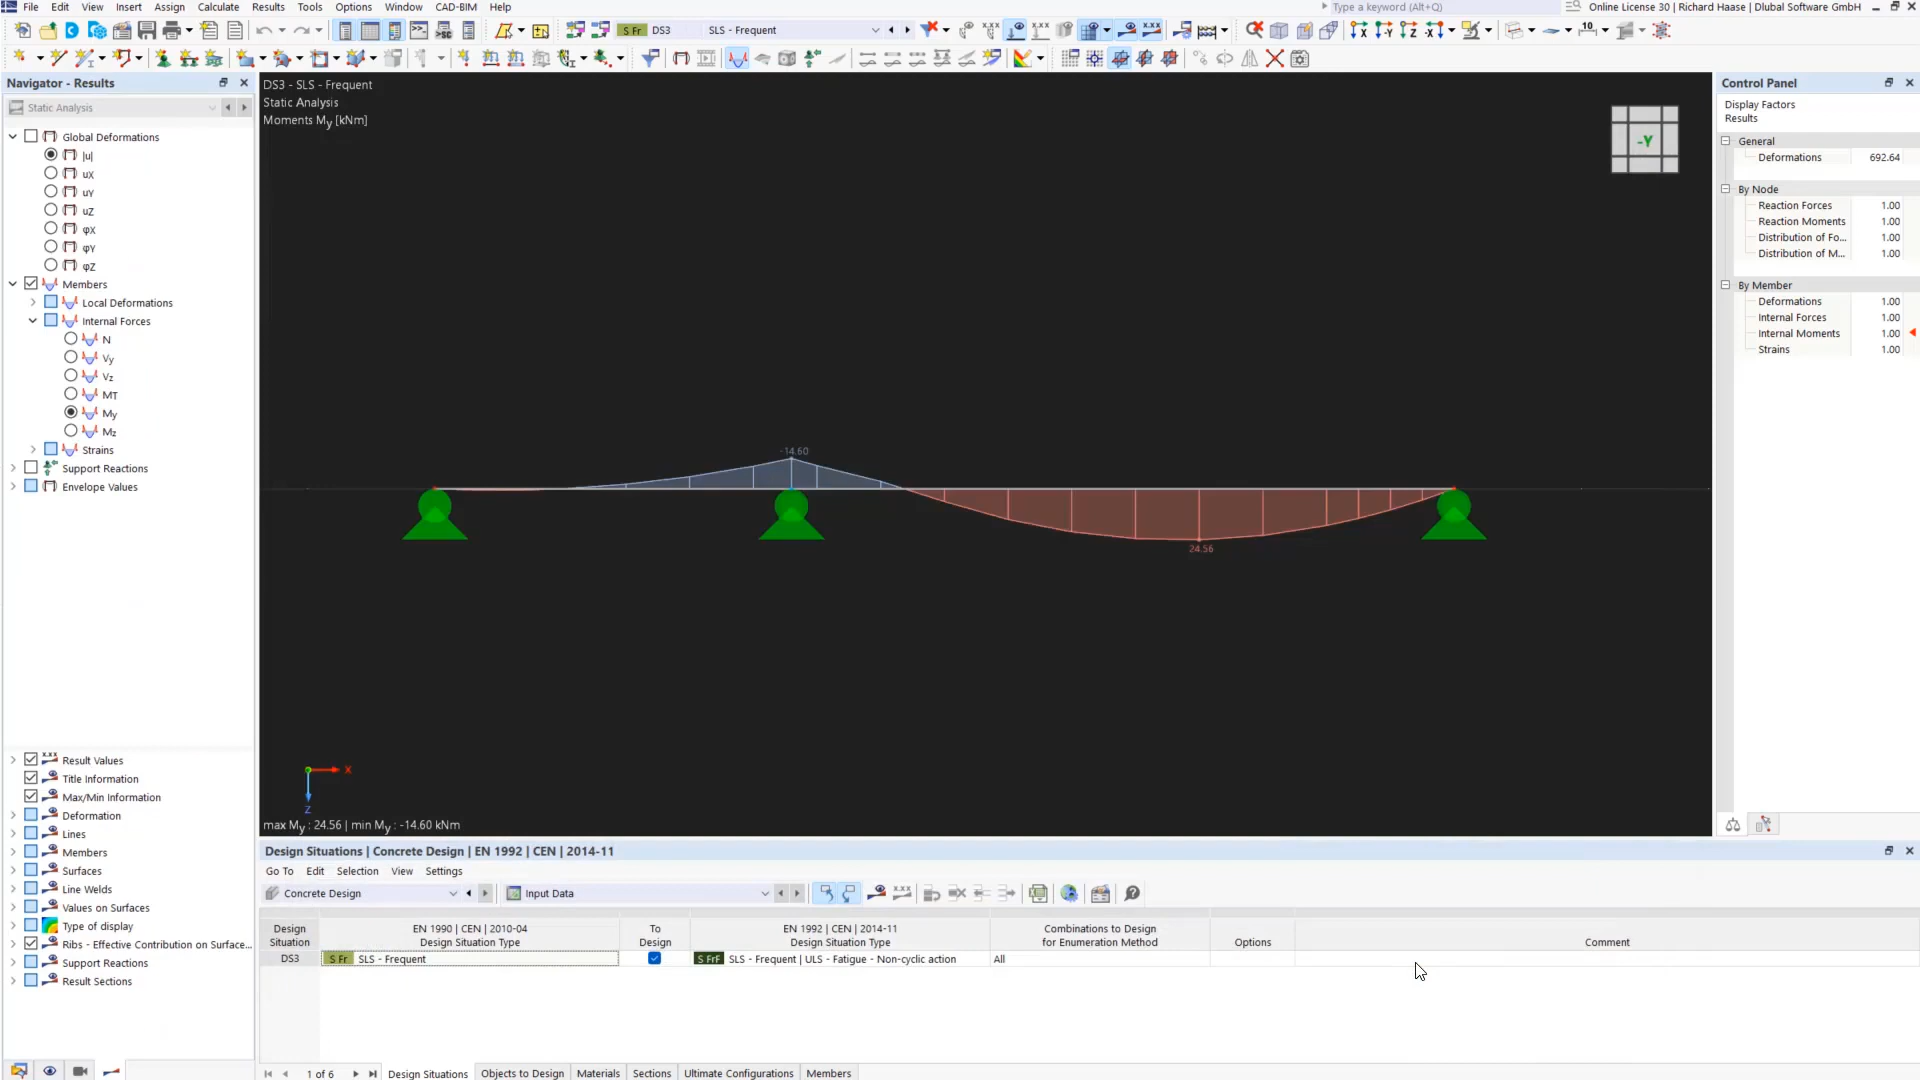 File Edit View Insert Assign Calculate Results Tools Options Window CAD-BIM Help
Type a keyword (Alt+Q)
Online License 30 | Richard Haase | Dlubal Software GmbH
S Fr DS3 SLS - Frequent
Navigator - Results
Static Analysis
Global Deformations
|u|
uX
uY
uZ
φX
φY
φZ
Members
Local Deformations
Internal Forces
N
Vy
Vz
MT
My
Mz
Strains
Support Reactions
Envelope Values
Result Values
Title Information
Max/Min Information
Deformation
Lines
Members
Surfaces
Line Welds
Values on Surfaces
Type of display
Ribs - Effective Contribution on Surface...
Support Reactions
Result Sections
DS3 - SLS - Frequent
Static Analysis
Moments My [kNm]
-Y
-14.60
24.56
X
Z
max My : 24.56 | min My : -14.60 kNm
Control Panel
Display Factors
Results
General
Deformations 692.64
By Node
Reaction Forces 1.00
Reaction Moments 1.00
Distribution of Fo... 1.00
Distribution of M... 1.00
By Member
Deformations 1.00
Internal Forces 1.00
Internal Moments 1.00
Strains 1.00
Design Situations | Concrete Design | EN 1992 | CEN | 2014-11
Go To Edit Selection View Settings
Concrete Design Input Data
Design Situation
EN 1990 | CEN | 2010-04
Design Situation Type
To Design
EN 1992 | CEN | 2014-11
Design Situation Type
Combinations to Design
for Enumeration Method
Options
Comment
DS3 S Fr SLS - Frequent S FrF SLS - Frequent | ULS - Fatigue - Non-cyclic action All
1 of 6 Design Situations Objects to Design Materials Sections Ultimate Configurations Members